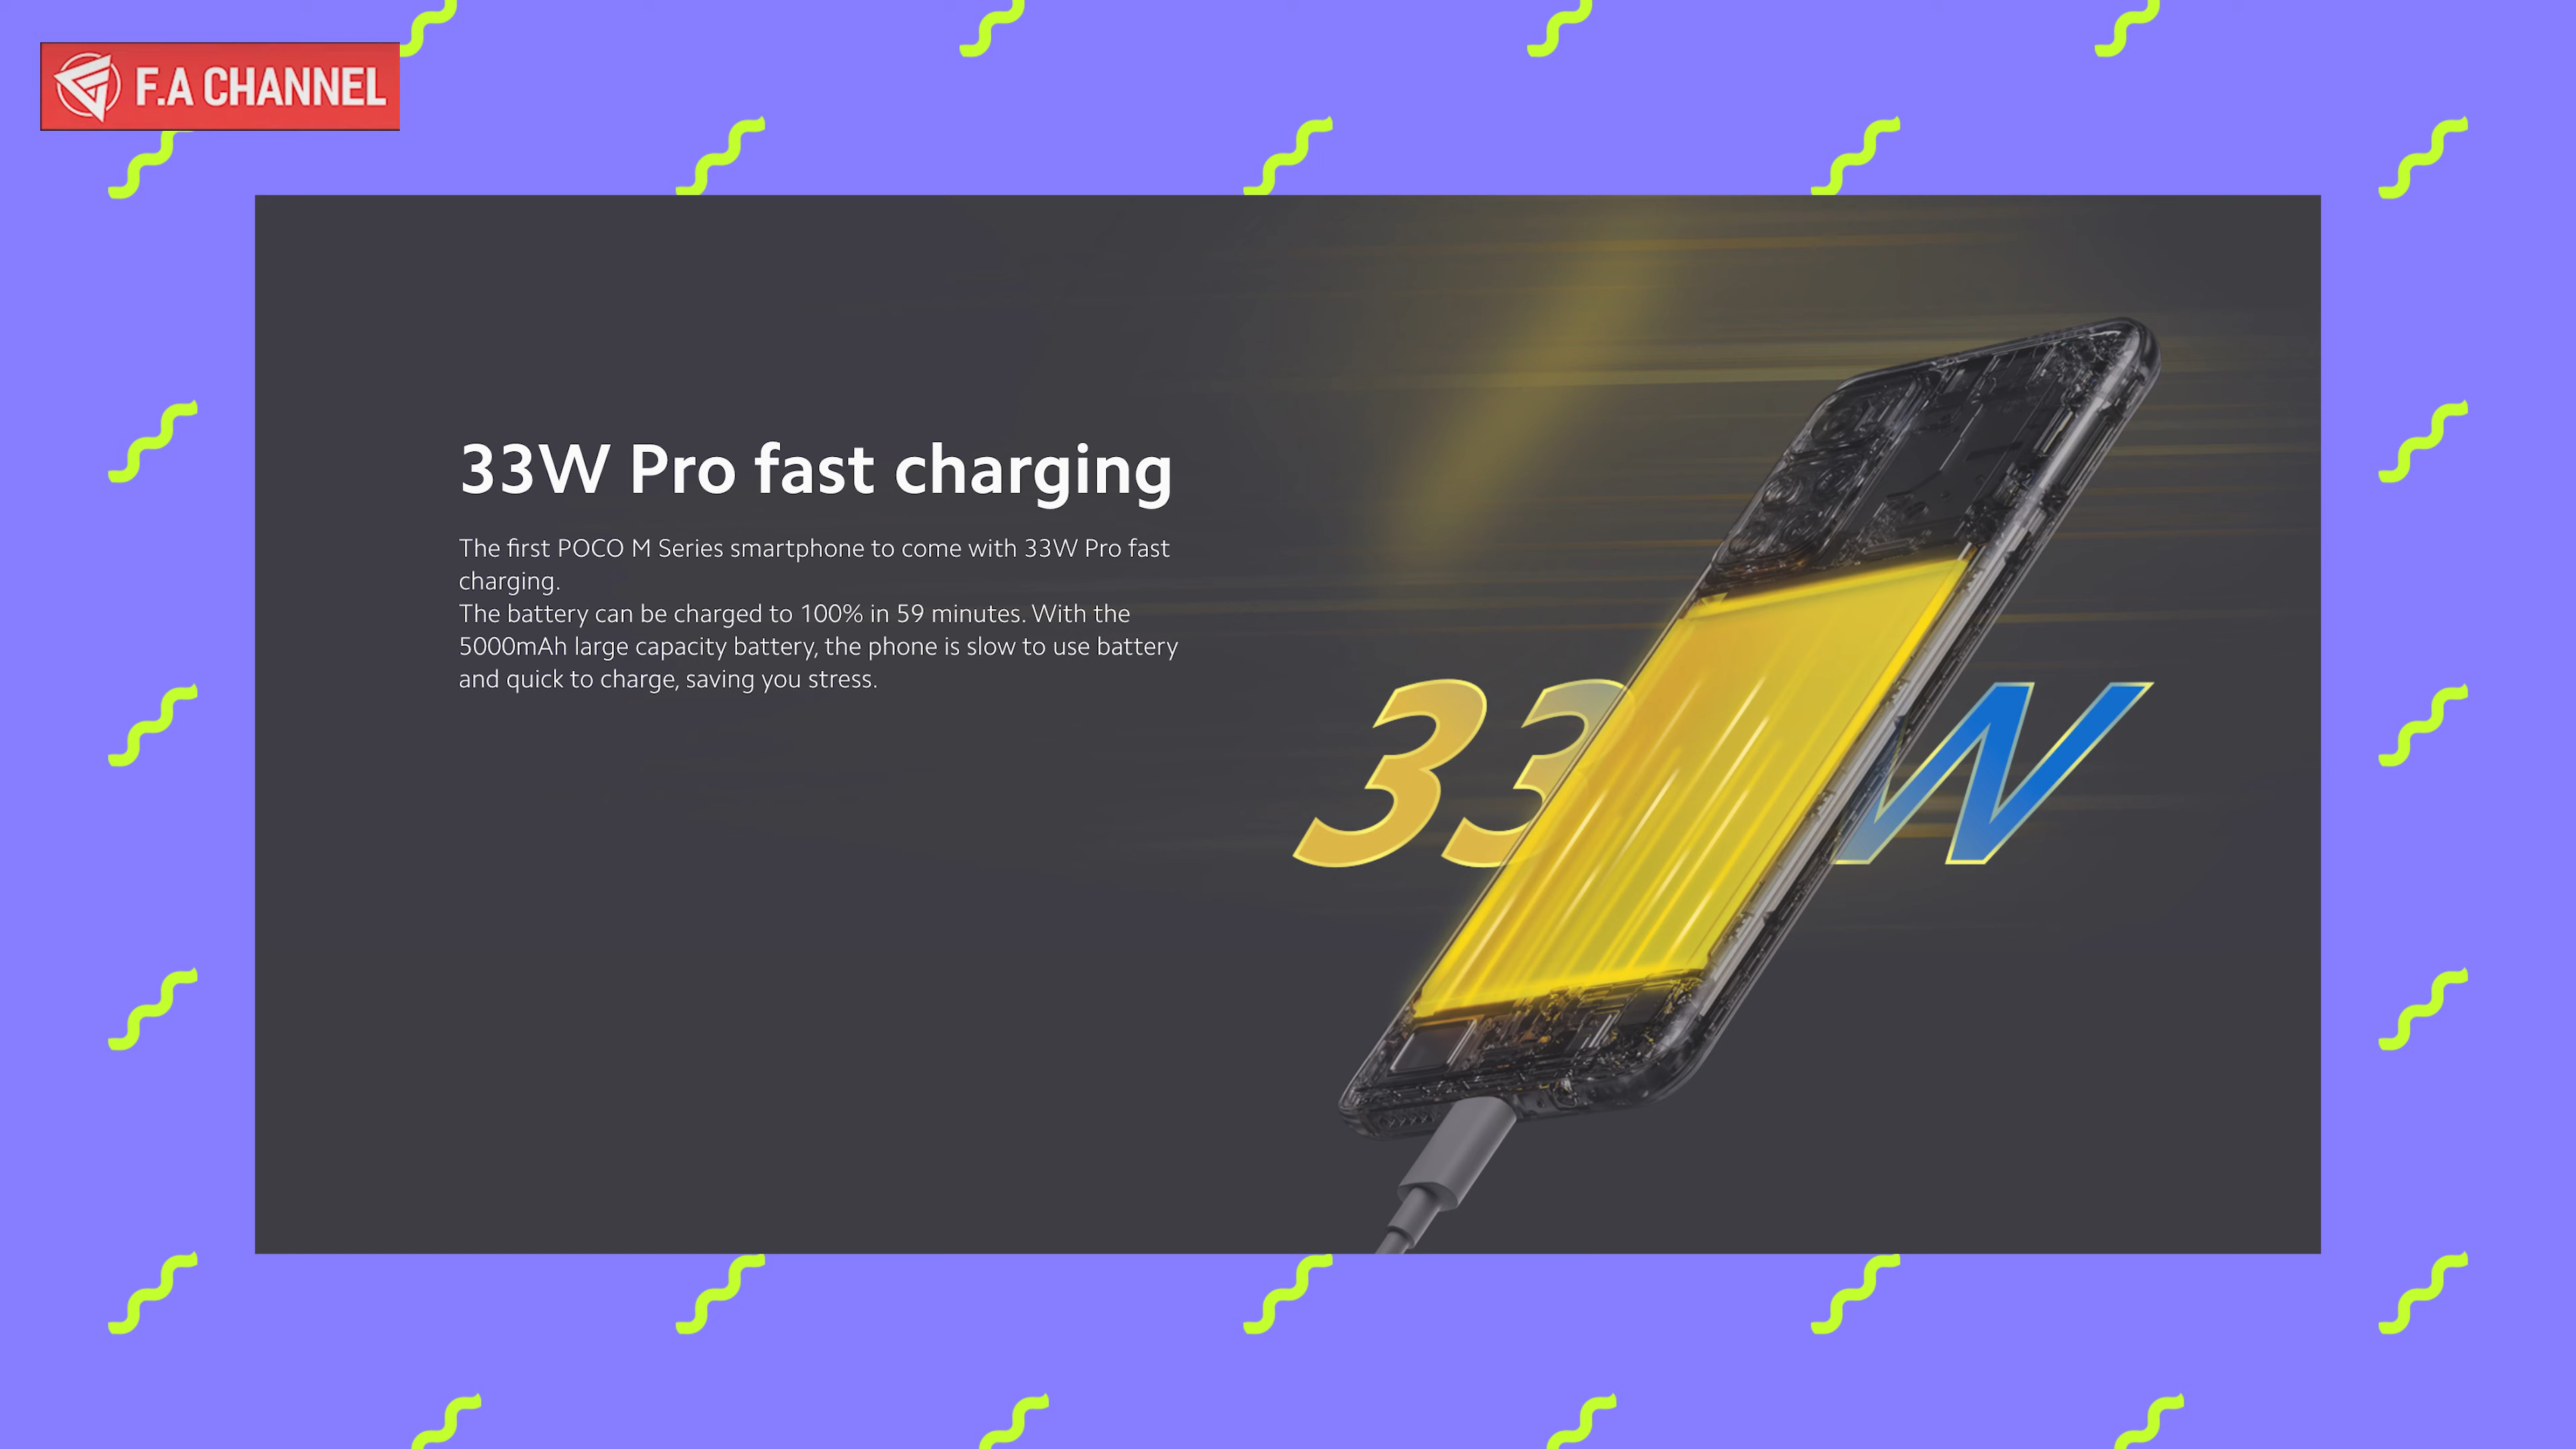 F.A CHANNEL
33W Pro fast charging
The first POCO M Series smartphone to come with 33W Pro fast
charging.
The battery can be charged to 100% in 59 minutes. With the
5000mAh large capacity battery, the phone is slow to use battery
and quick to charge, saving you stress.
33W